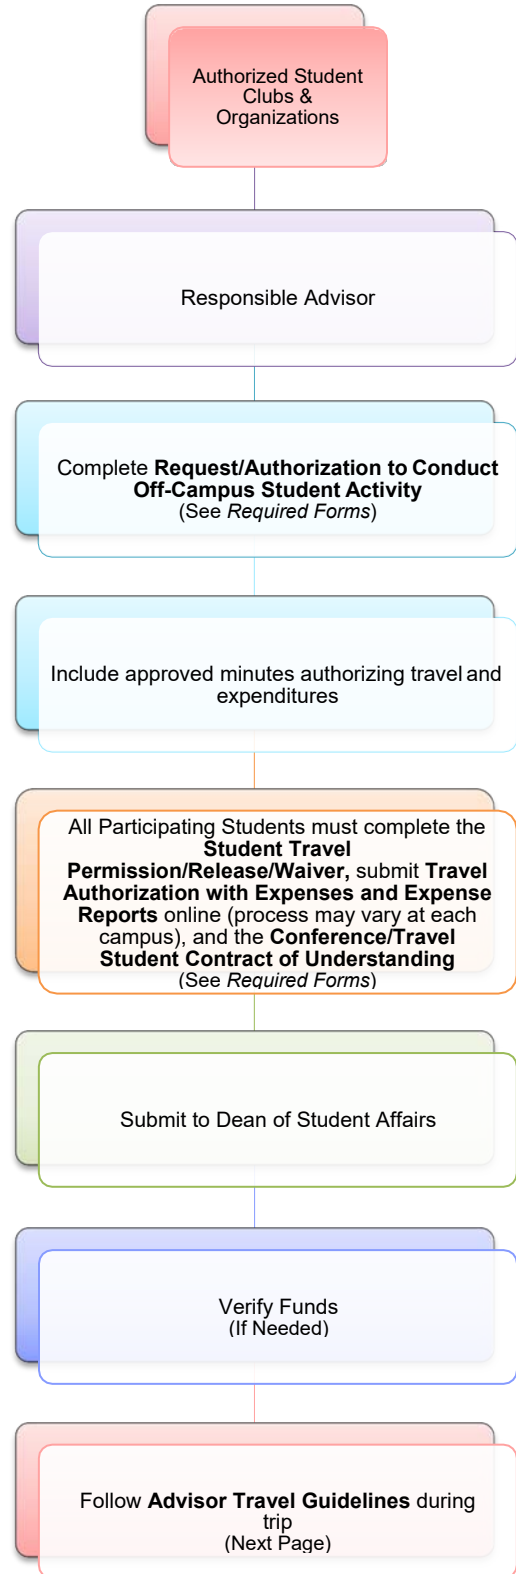 Authorized Student
Clubs &
Organizations
Responsible Advisor
Complete Request/Authorization to Conduct
Off-Campus Student Activity
(See Required Forms)
Include approved minutes authorizing travel and
expenditures
All Participating Students must complete the
Student Travel
Permission/Release/Waiver, submit Travel
Authorization with Expenses and Expense
Reports online (process may vary at each
campus), and the Conference/Travel
Student Contract of Understanding
(See Required Forms)
Submit to Dean of Student Affairs
Verify Funds
(If Needed)
Follow Advisor Travel Guidelines during
trip
(Next Page)